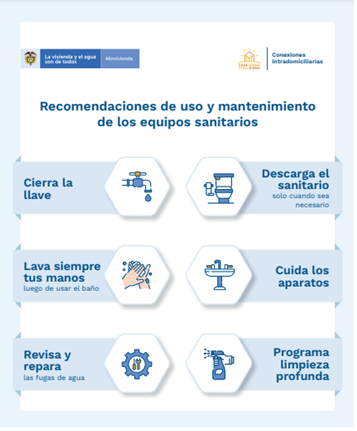 La vivienda y el agua
son de todos
Minvivienda
Conexiones
Intradomiciliarias
Recomendaciones de uso y mantenimiento
de los equipos sanitarios
Cierra la
llave
Descarga el
sanitario
solo cuando sea
necesario
Lava siempre
tus manos
luego de usar el baño
Cuida los
aparatos
Revisa y
repara
las fugas de agua
Programa
limpieza
profunda